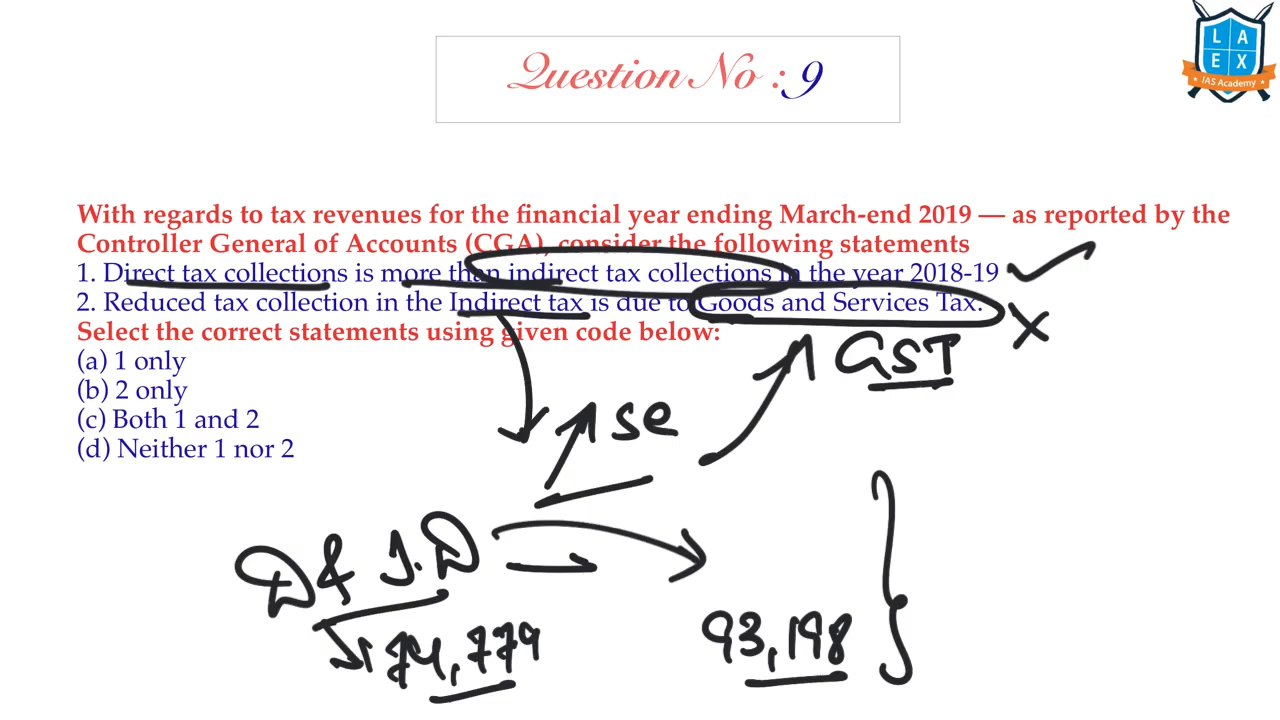 Question No : 9
L A
E X
IAS Academy
With regards to tax revenues for the financial year ending March-end 2019 — as reported by the
Controller General of Accounts (CGA), consider the following statements
1. Direct tax collections is more than indirect tax collections in the year 2018-19
2. Reduced tax collection in the Indirect tax is due to Goods and Services Tax.
Select the correct statements using given code below:
(a) 1 only
(b) 2 only
(c) Both 1 and 2
(d) Neither 1 nor 2
GST
se
D & I.D
74,779
93,198